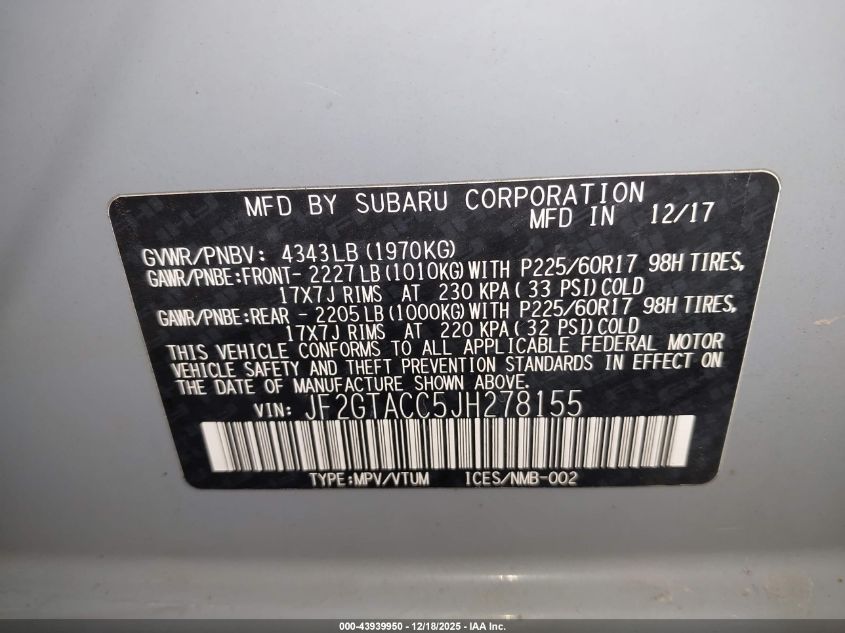 MFD BY SUBARU CORPORATION
MFD IN 12/17
GVWR/PNBV: 4343LB (1970KG)
GAWR/PNBE:FRONT- 2227LB (1010KG) WITH P225/60R17 98H TIRES,
17X7J RIMS AT 230 KPA( 33 PSI) COLD
GAWR/PNBE:REAR - 2205LB (1000KG) WITH P225/60R17 98H TIRES,
17X7J RIMS AT 220 KPA( 32 PSI) COLD
THIS VEHICLE CONFORMS TO ALL APPLICABLE FEDERAL MOTOR
VEHICLE SAFETY AND THEFT PREVENTION STANDARDS IN EFFECT ON
THE DATE OF MANUFACTURE SHOWN ABOVE.
VIN: JF2GTACC5JH278155
TYPE:MPV/VTUM ICES/NMB-002
000-43939950 - 12/18/2025 - IAA Inc.